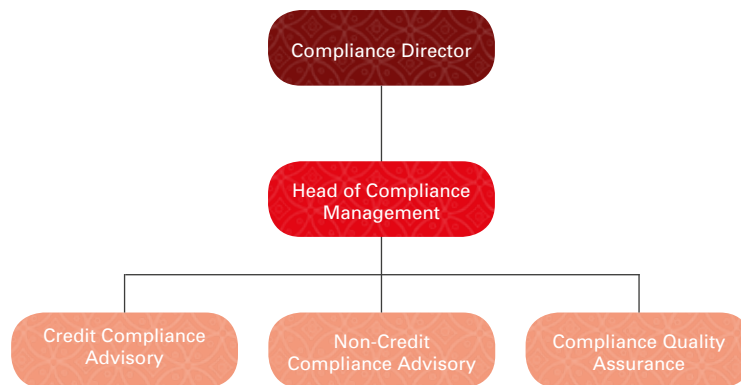 Compliance Director
Head of Compliance
Management
Credit Compliance
Advisory
Non-Credit
Compliance Advisory
Compliance Quality
Assurance